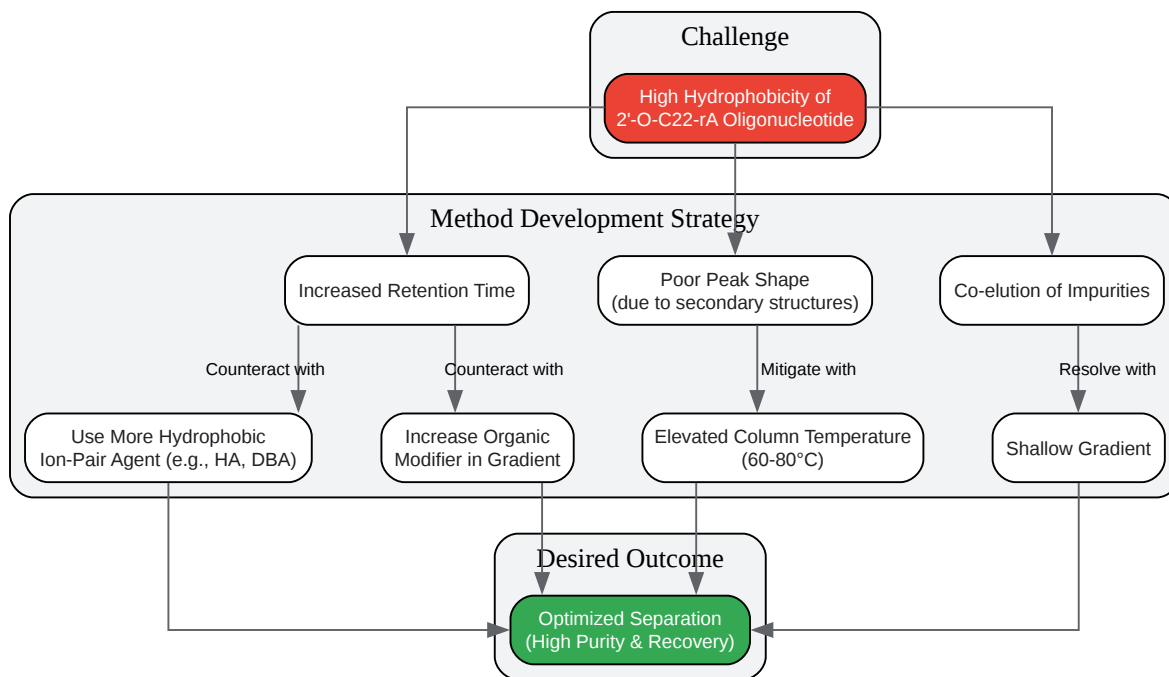 Challenge
High Hydrophobicity of
2'-O-C22-rA Oligonucleotide
Method Development Strategy
Increased Retention Time
Poor Peak Shape
(due to secondary structures)
Co-elution of Impurities
Counteract with
Counteract with
Mitigate with
Resolve with
Use More Hydrophobic
Ion-Pair Agent (e.g., HA, DBA)
Increase Organic
Modifier in Gradient
Elevated Column Temperature
(60-80°C)
Shallow Gradient
Desired Outcome
Optimized Separation
(High Purity & Recovery)